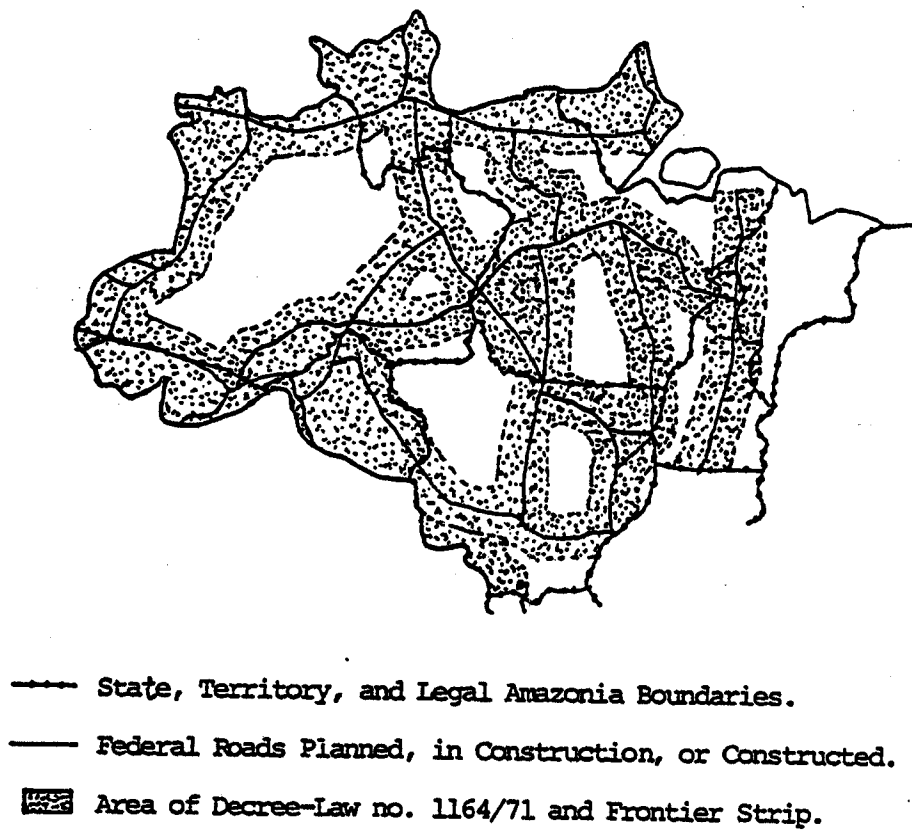 State, Territory, and Legal Amazonia Boundaries.
Federal Roads Planned, in Construction, or Constructed.
Area of Decree-Law no. 1164/71 and Frontier Strip.